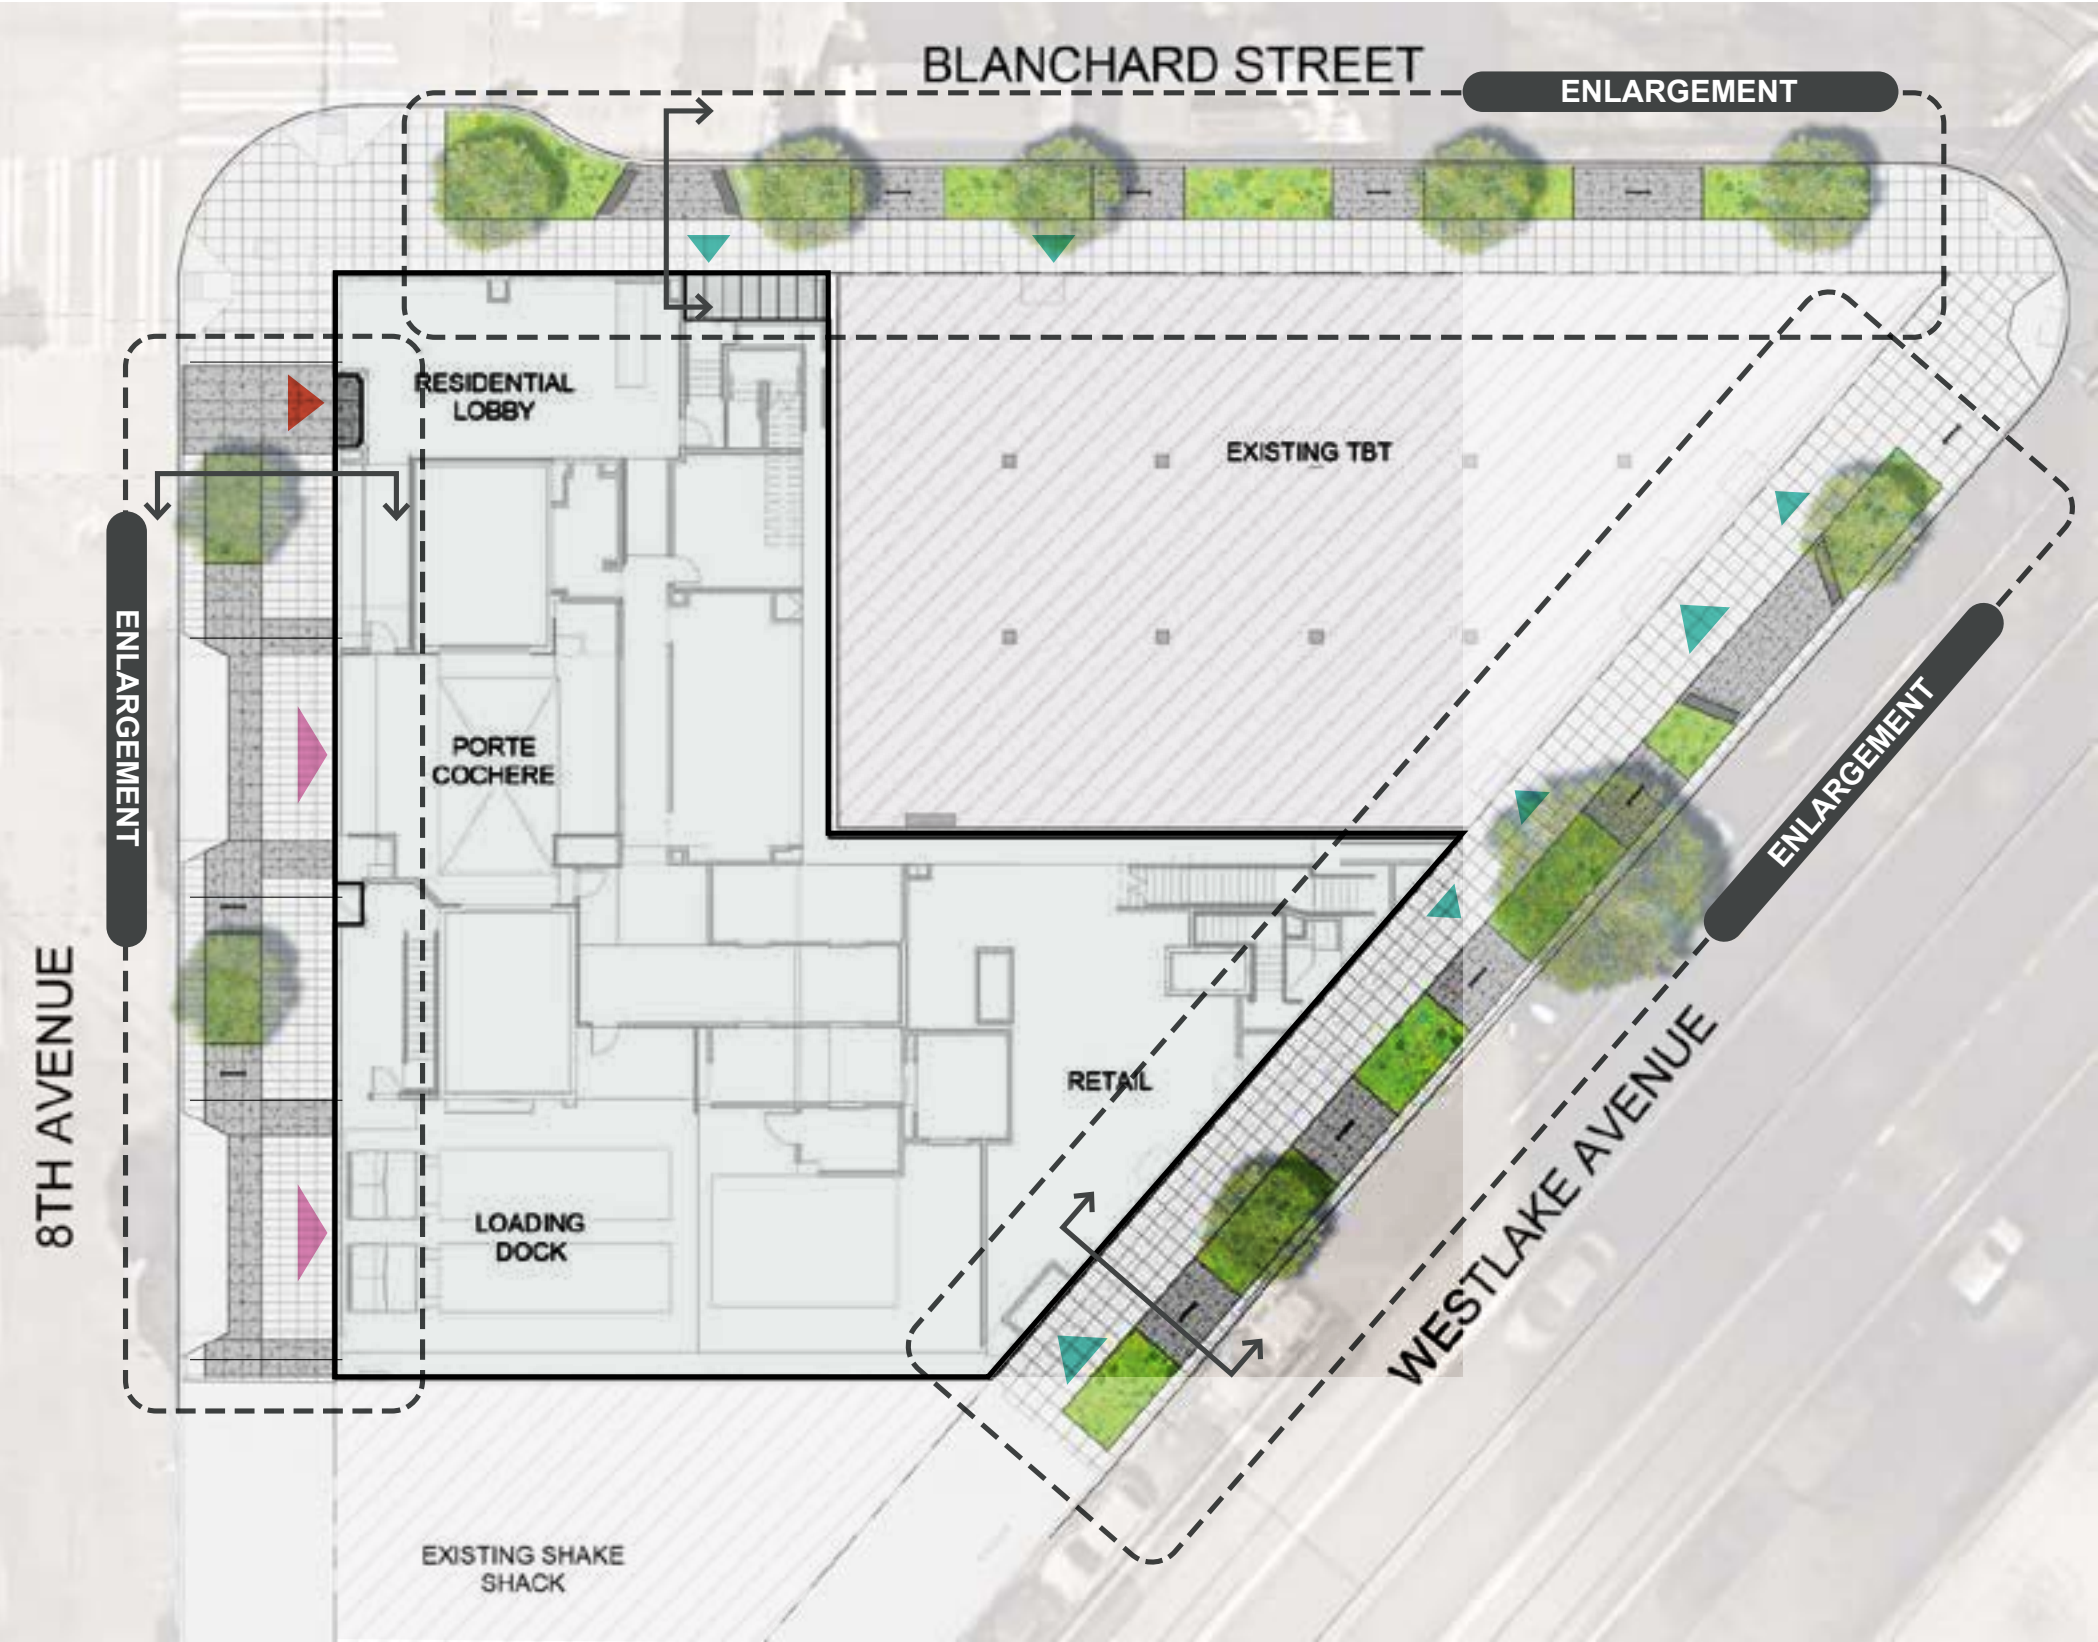 BLANCHARD STREET
ENLARGEMENT
RESIDENTIAL
LOBBY
EXISTING TBT
ENLARGEMENT
PORTE
COCHERE
ENLARGEMENT
8TH AVENUE
RETAIL
WESTLAKE AVENUE
LOADING
DOCK
EXISTING SHAKE
SHACK